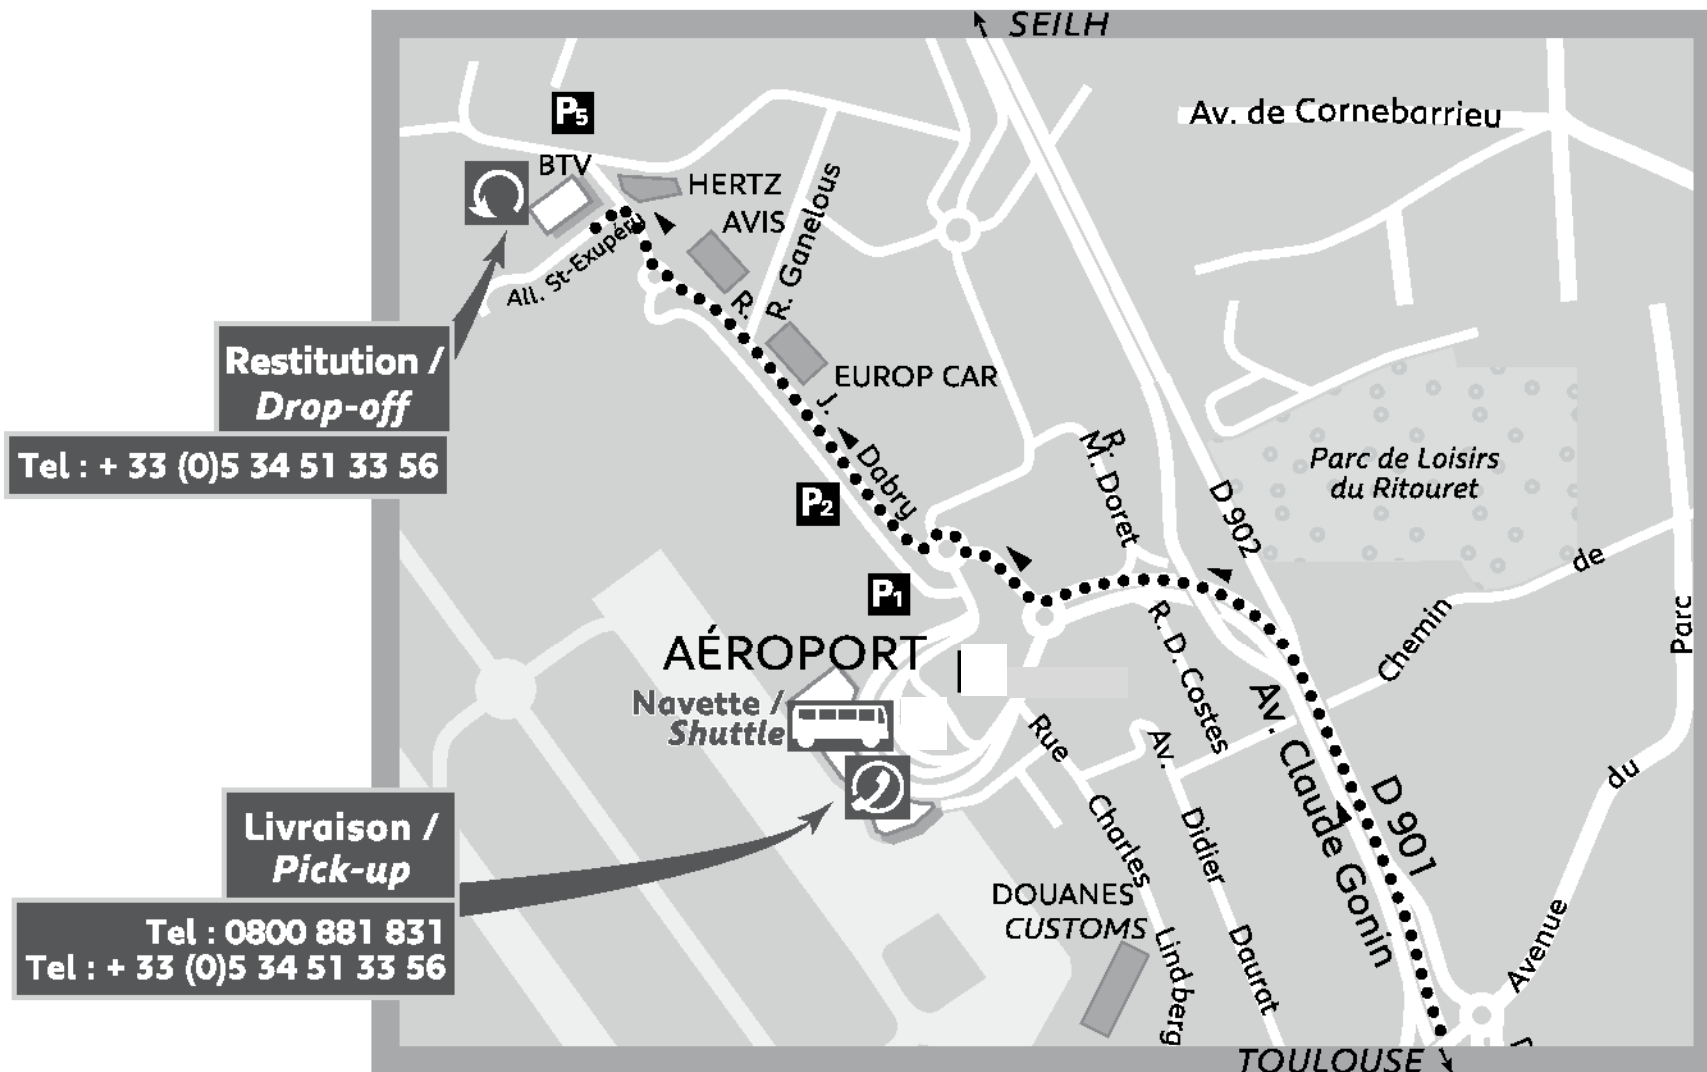 SEILH
Av. de Cornebarrieu
P5
BTV
HERTZ
AVIS
R. Ganelous
All. St-Exupéry
R. J. Dabry
EUROP CAR
Restitution /
Drop-off
Tel : + 33 (0)5 34 51 33 56
R.
M. Doret
D 902
Parc de Loisirs
du Ritouret
P2
P1
AÉROPORT
Navette /
Shuttle
R. D. Costes
Chemin de
Avenue du Parc
Rue Charles Lindberg
Av. Didier Daurat
Av. Claude Gonin
D 901
Livraison /
Pick-up
Tel : 0800 881 831
Tel : + 33 (0)5 34 51 33 56
DOUANES
CUSTOMS
TOULOUSE